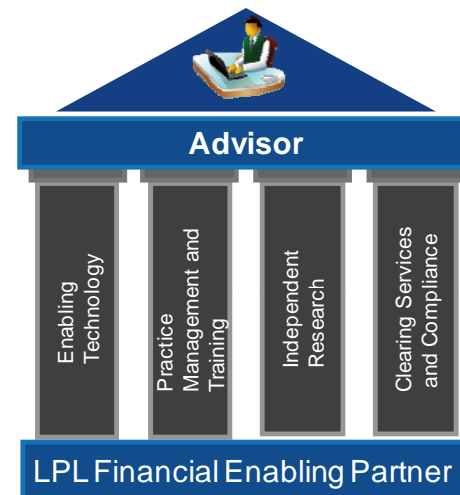 Advisor
Enabling
Technology
Practice
Management and
Training
Independent
Research
Clearing Services
and Compliance
LPL Financial Enabling Partner